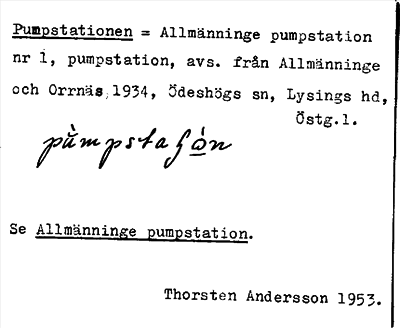 Pumpstationen = Allmänninge pumpstation
nr 1, pumpstation, avs. från Allmänninge
och Orrnäs 1934, Ödeshögs sn, Lysings hd,
Östg.l.
Se Allmänninge pumpstation.
Thorsten Andersson 1953.